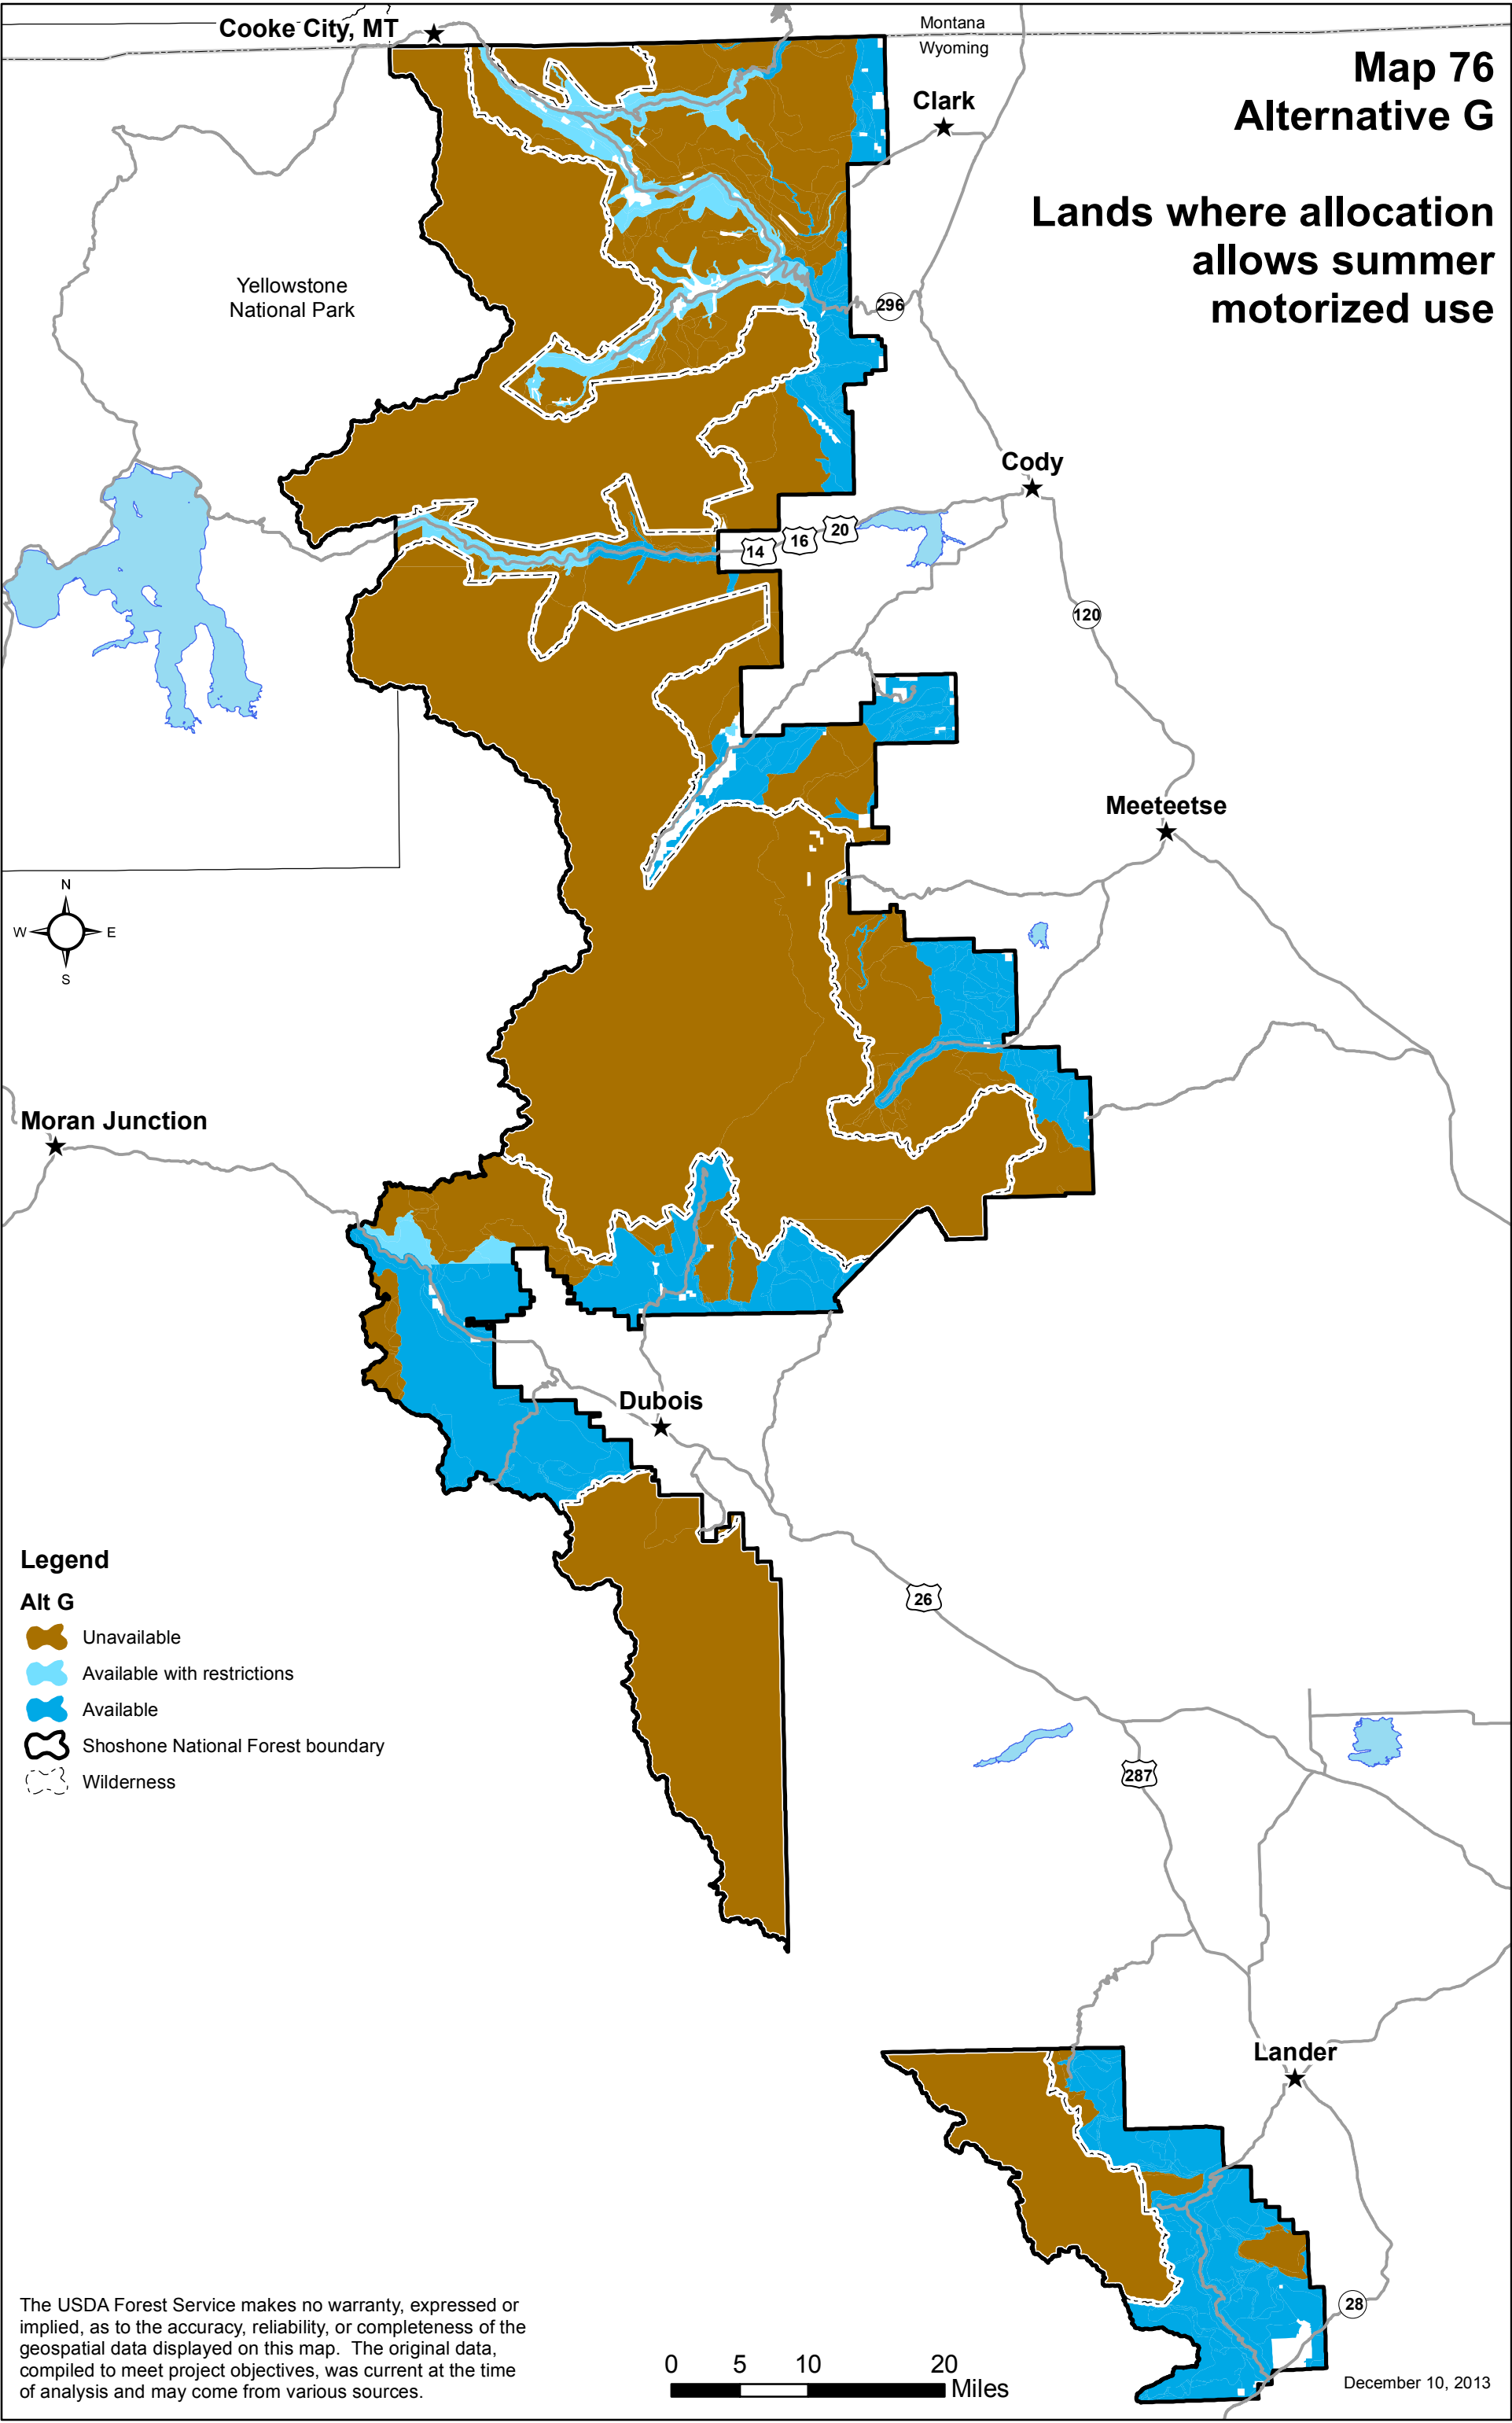 Cooke City, MT
Montana
Wyoming
Map 76
Alternative G
Clark
Lands where allocation
allows summer
motorized use
Yellowstone
National Park
296
Cody
14
16
20
120
Meeteetse
N
W
E
S
Moran Junction
Dubois
Legend
Alt G
Unavailable
Available with restrictions
Available
Shoshone National Forest boundary
Wilderness
26
287
Lander
28
The USDA Forest Service makes no warranty, expressed or
implied, as to the accuracy, reliability, or completeness of the
geospatial data displayed on this map. The original data,
compiled to meet project objectives, was current at the time
of analysis and may come from various sources.
0 5 10 20
Miles
December 10, 2013